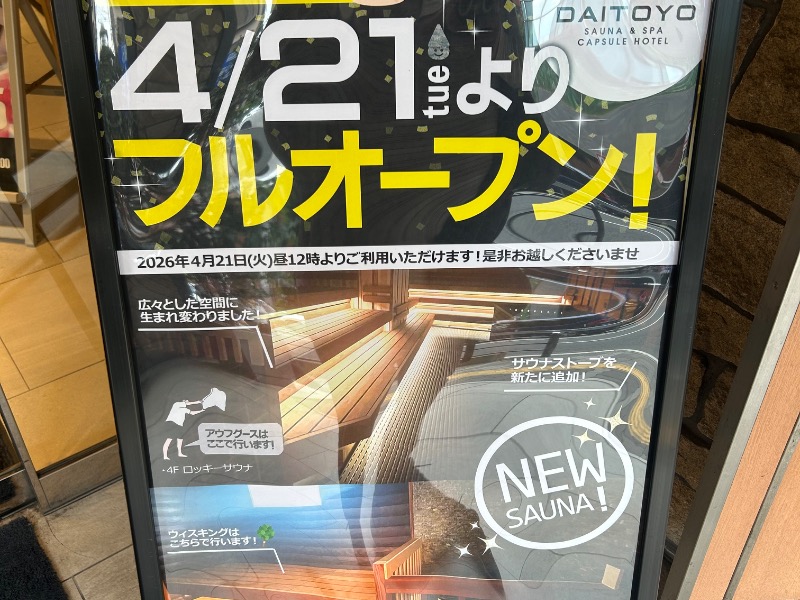 DAITOYO
SAUNA & SPA
CAPSULE HOTEL
4/21 tue より
フルオープン!
2026年4月21日(火)昼12時よりご利用いただけます!是非お越しくださいませ
広々とした空間に
生まれ変わりました!
サウナストーブを
新たに追加!
アウフグースは
ここで行います!
・4F ロッキーサウナ
NEW
SAUNA!
ウィスキングは
こちらで行います!